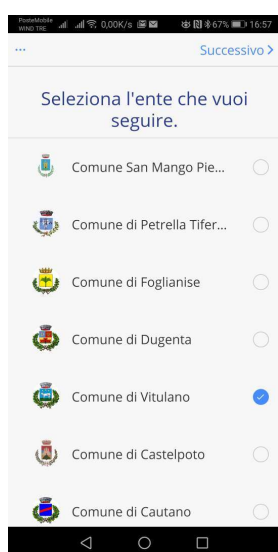 PosteMobile
WIND TRE
0,00K/s
67%
16:57
...
Successivo >
Seleziona l'ente che vuoi
seguire.
Comune San Mango Pie...
Comune di Petrella Tifer...
Comune di Foglianise
Comune di Dugenta
Comune di Vitulano
Comune di Castelpoto
Comune di Cautano